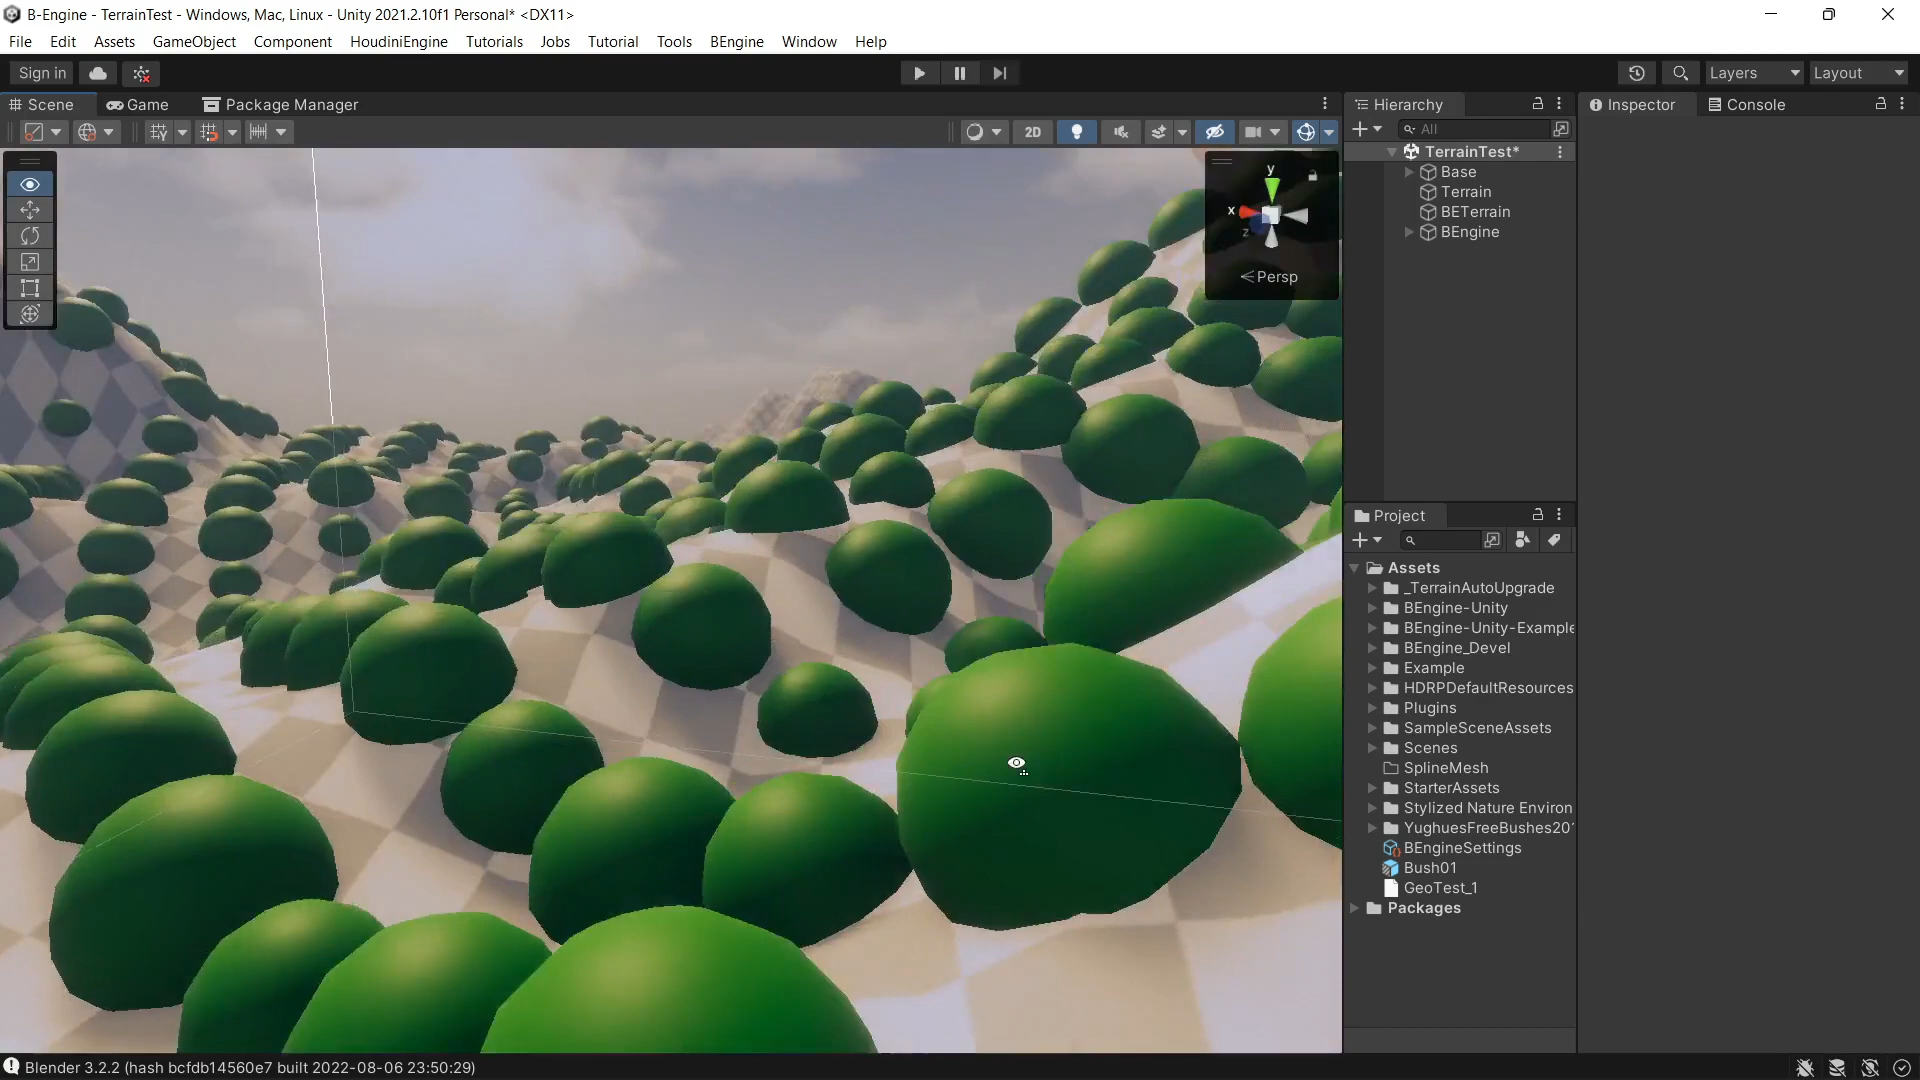 B-Engine - TerrainTest - Windows, Mac, Linux - Unity 2021.2.10f1 Personal* <DX11>
File Edit Assets GameObject Component HoudiniEngine Tutorials Jobs Tutorial Tools BEngine Window Help
Sign in Layers Layout
Scene Game Package Manager Hierarchy Inspector Console
2D All
TerrainTest*
Base
Terrain
BETerrain
BEngine
y
x
z
Persp
Project
Assets
_TerrainAutoUpgrade
BEngine-Unity
BEngine-Unity-Example
BEngine_Devel
Example
HDRPDefaultResources
Plugins
SampleSceneAssets
Scenes
SplineMesh
StarterAssets
Stylized Nature Environ
YughuesFreeBushes20
BEngineSettings
Bush01
GeoTest_1
Packages
Blender 3.2.2 (hash bcfdb14560e7 built 2022-08-06 23:50:29)